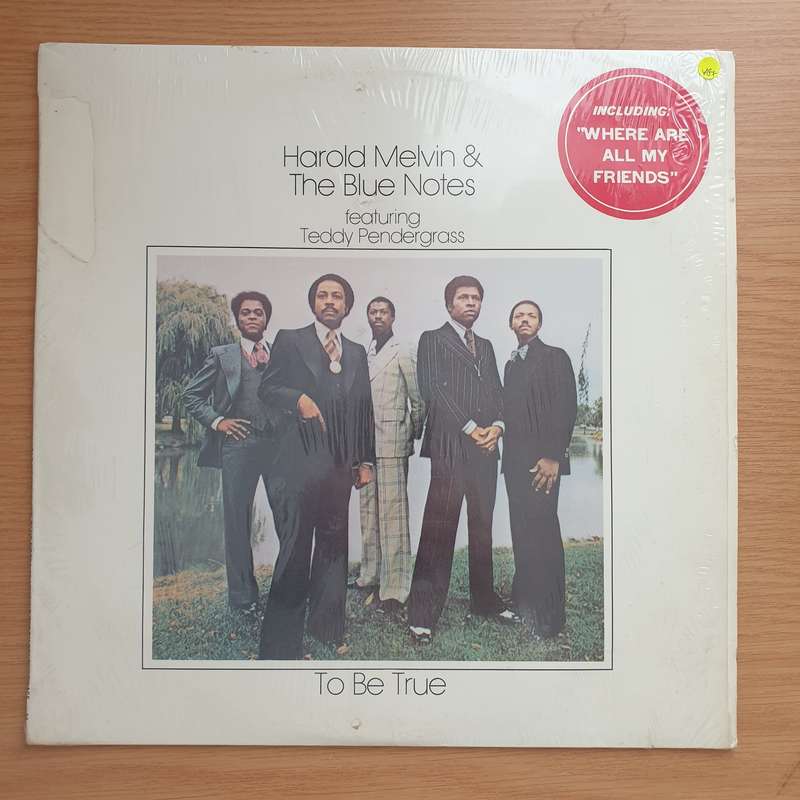 Harold Melvin &
The Blue Notes
featuring
Teddy Pendergrass
INCLUDING:
"WHERE ARE
ALL MY
FRIENDS"
To Be True